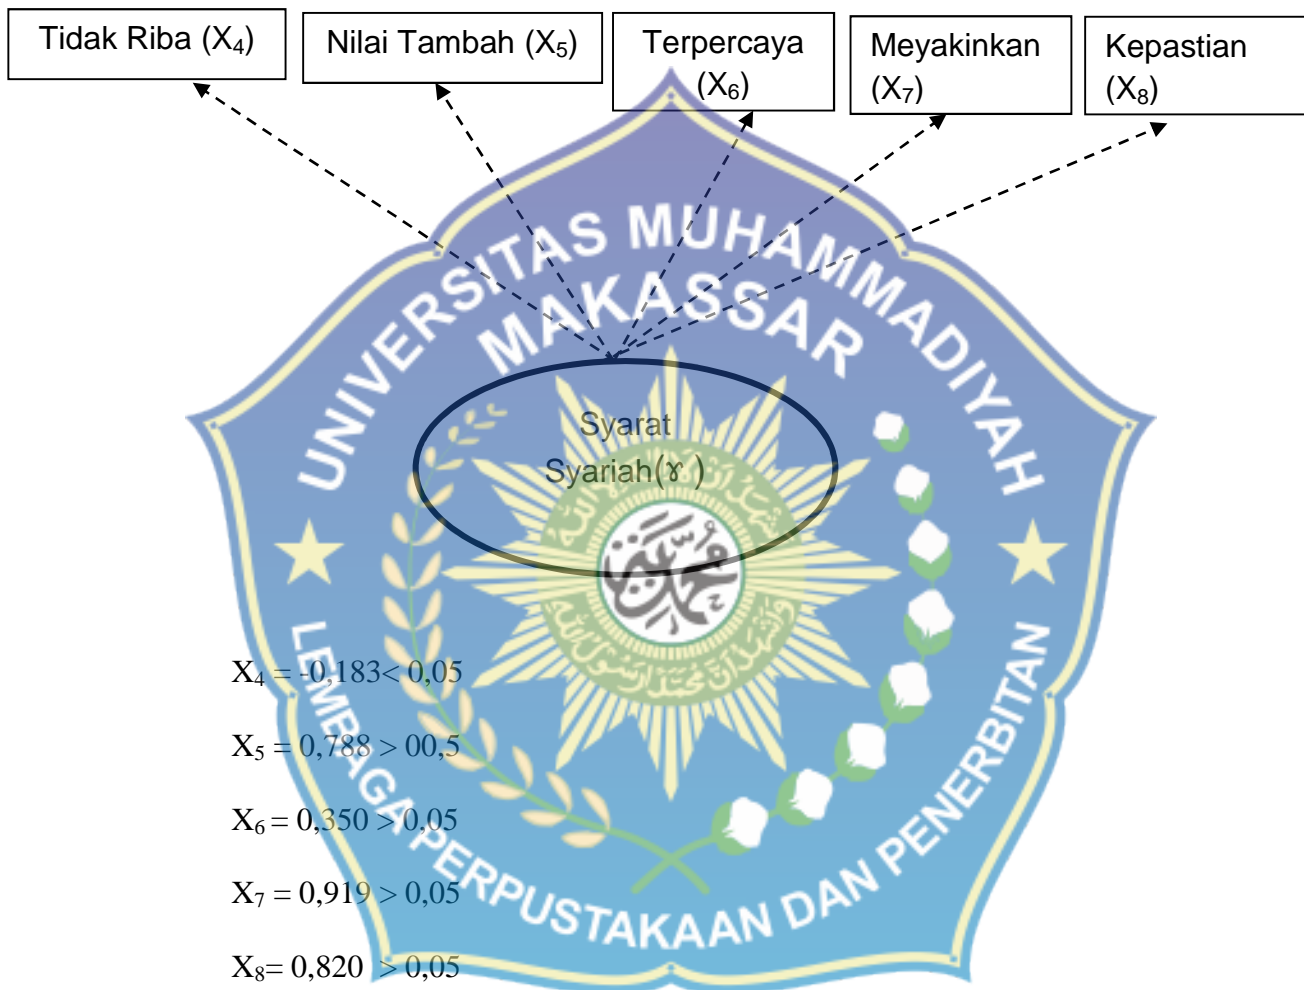 Tidak Riba (X₄)
Nilai Tambah (X₅)
Terpercaya
(X₆)
Meyakinkan
(X₇)
Kepastian
(X₈)
UNIVERSITAS MUHAMMADIYAH
MAKASSAR
Syarat
Syariah(ɤ )
X₄ = -0,183< 0,05
X₅ = 0,788 > 00,5
X₆ = 0,350 > 0,05
X₇ = 0,919 > 0,05
X₈= 0,820 > 0,05
LEMBAGA PERPUSTAKAAN DAN PENERBITAN